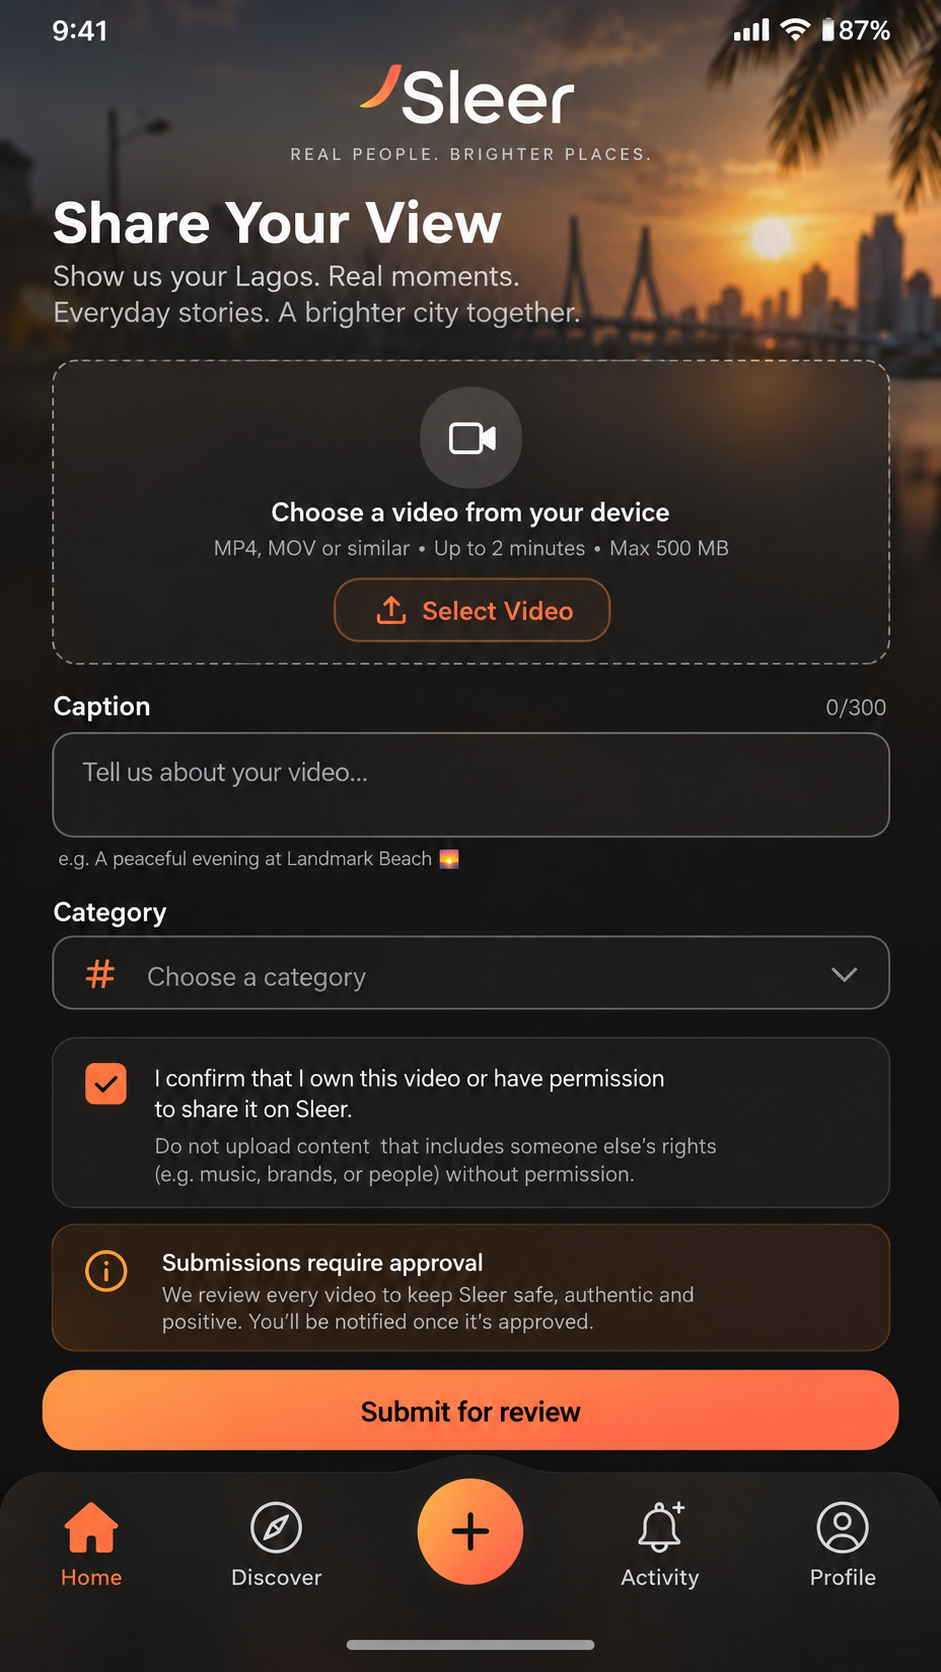 9:41
87%
Sleer
REAL PEOPLE. BRIGHTER PLACES.
Share Your View
Show us your Lagos. Real moments.
Everyday stories. A brighter city together.
Choose a video from your device
MP4, MOV or similar • Up to 2 minutes • Max 500 MB
Select Video
Caption
0/300
Tell us about your video...
e.g. A peaceful evening at Landmark Beach 🌅
Category
# Choose a category
I confirm that I own this video or have permission
to share it on Sleer.
Do not upload content that includes someone else's rights
(e.g. music, brands, or people) without permission.
Submissions require approval
We review every video to keep Sleer safe, authentic and
positive. You'll be notified once it's approved.
Submit for review
Home
Discover
Activity
Profile